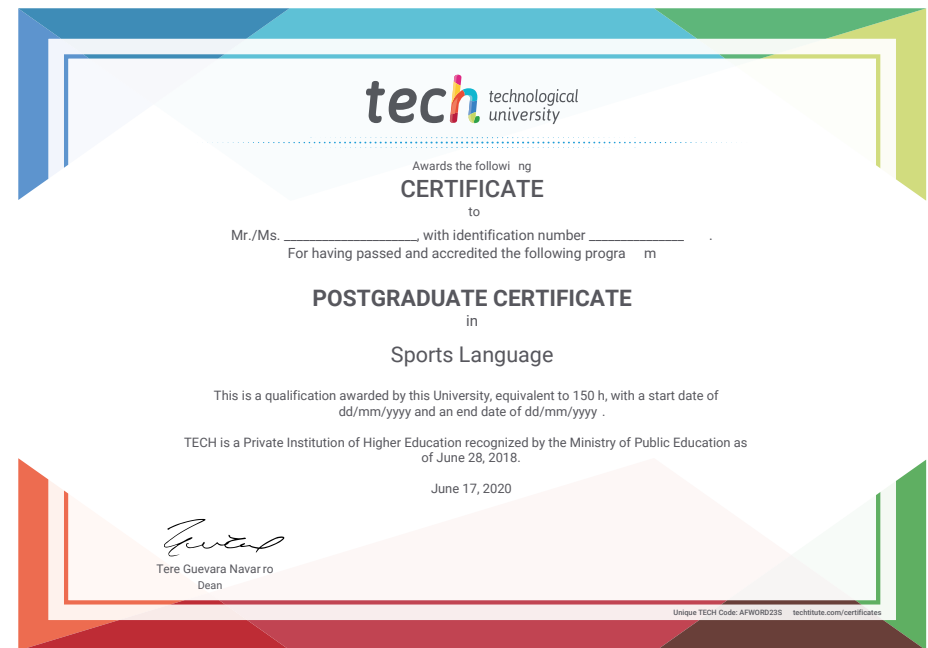 tech technological
university
Awards the followi ng
CERTIFICATE
to
Mr./Ms. ___________________, with identification number ______________ .
For having passed and accredited the following progra m
POSTGRADUATE CERTIFICATE
in
Sports Language
This is a qualification awarded by this University, equivalent to 150 h, with a start date of
dd/mm/yyyy and an end date of dd/mm/yyyy .
TECH is a Private Institution of Higher Education recognized by the Ministry of Public Education as
of June 28, 2018.
June 17, 2020
Tere Guevara Navarro
Dean
Unique TECH Code: AFWORD23S techtitute.com/certificates